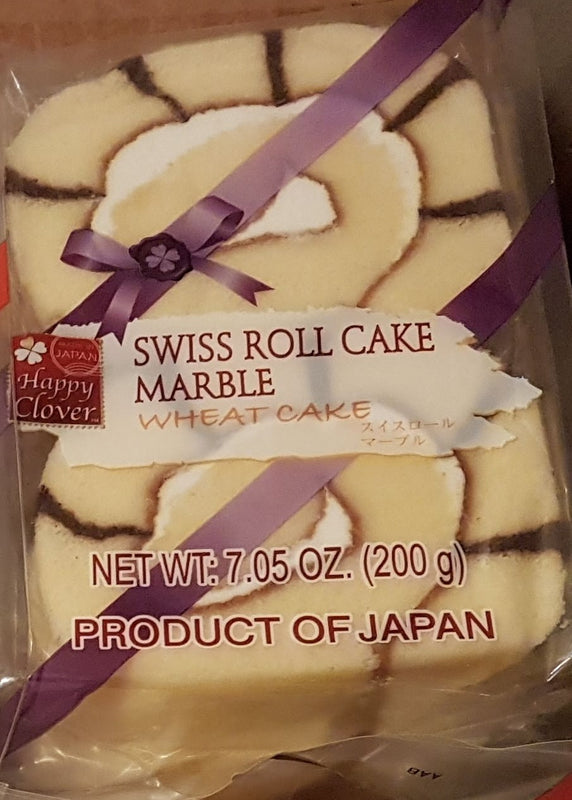 SWISS ROLL CAKE
MARBLE
WHEAT CAKE
スイスロール
マーブル
JAPAN
Happy
Clover
NET WT: 7.05 OZ. (200 g)
PRODUCT OF JAPAN
AAB